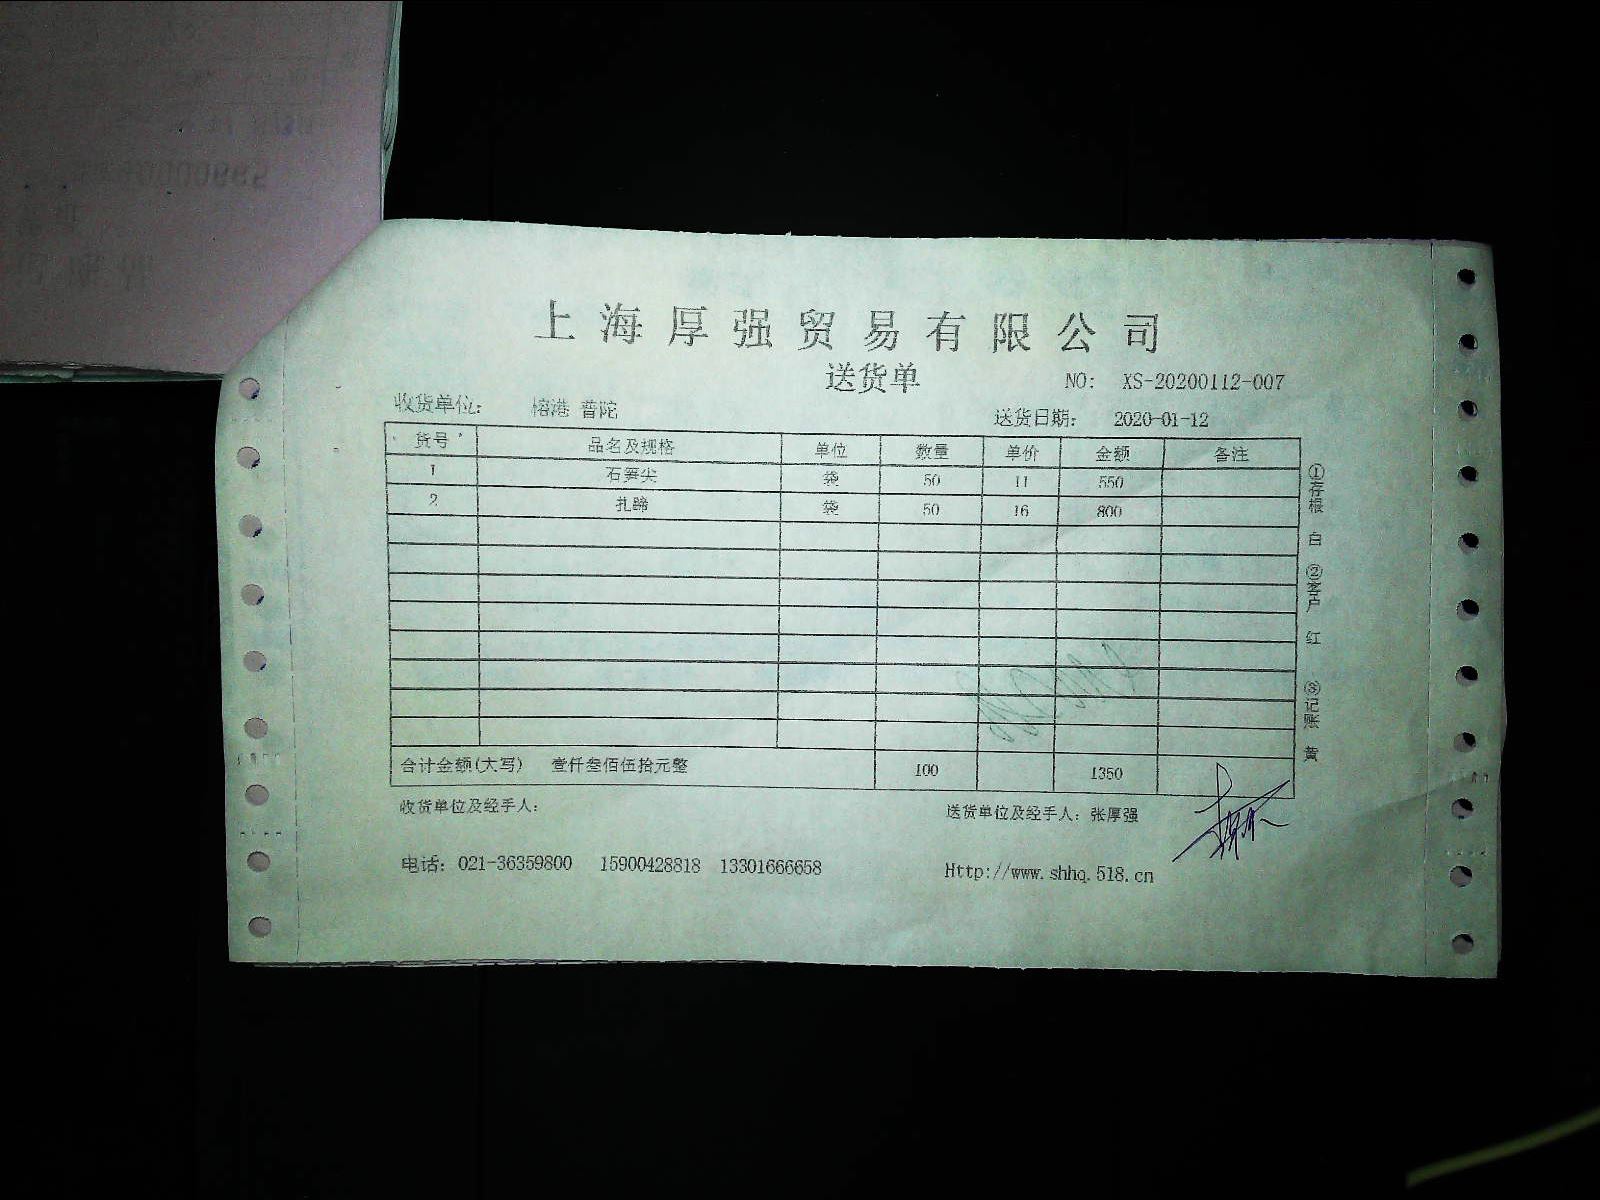 上海厚强贸易有限公司
送货单
NO: XS-20200112-007
收货单位: 榕港 普陀
送货日期: 2020-01-12
货号 品名及规格 单位 数量 单价 金额 备注
1 石笋尖 袋 50 11 550
2 扎蹄 袋 50 16 800
合计金额(大写) 壹仟叁佰伍拾元整 100 1350
收货单位及经手人:
送货单位及经手人: 张厚强
电话: 021-36359800 15900428818 13301666658
Http://www.shhq.518.cn
①存根 白 ②客户 红 ③记账 黄